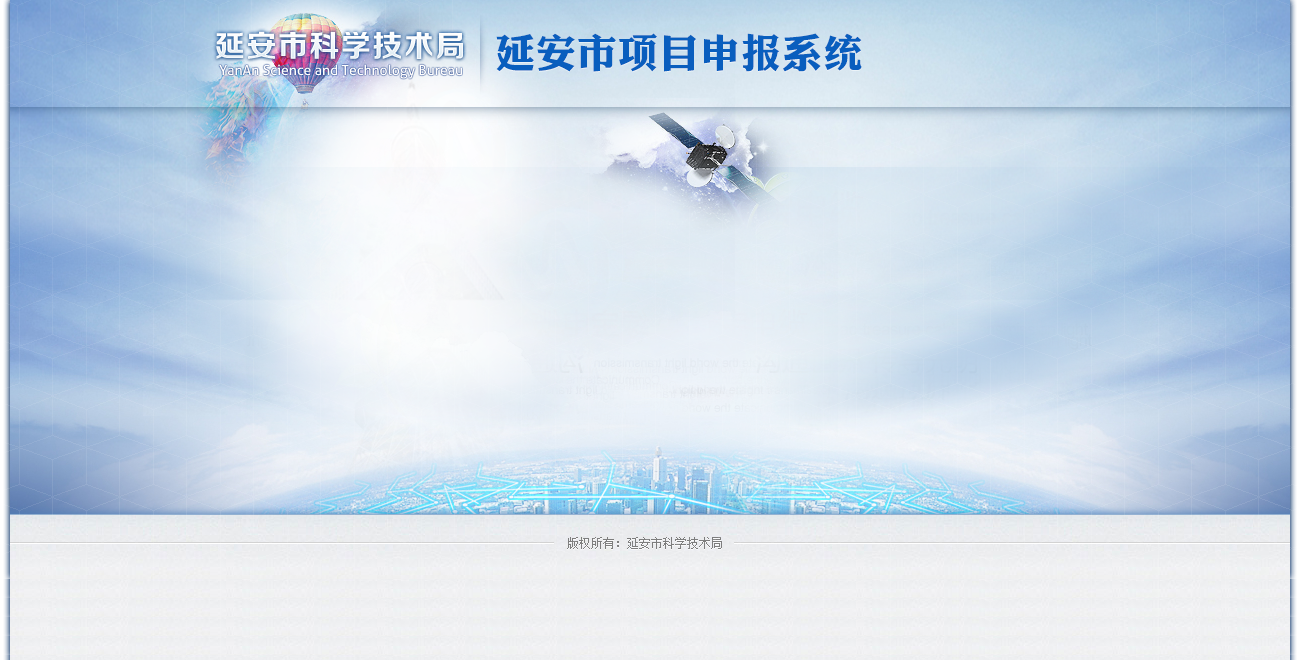 延安市科学技术局
YanAn Science and Technology Bureau
延安市项目申报系统
版权所有：延安市科学技术局